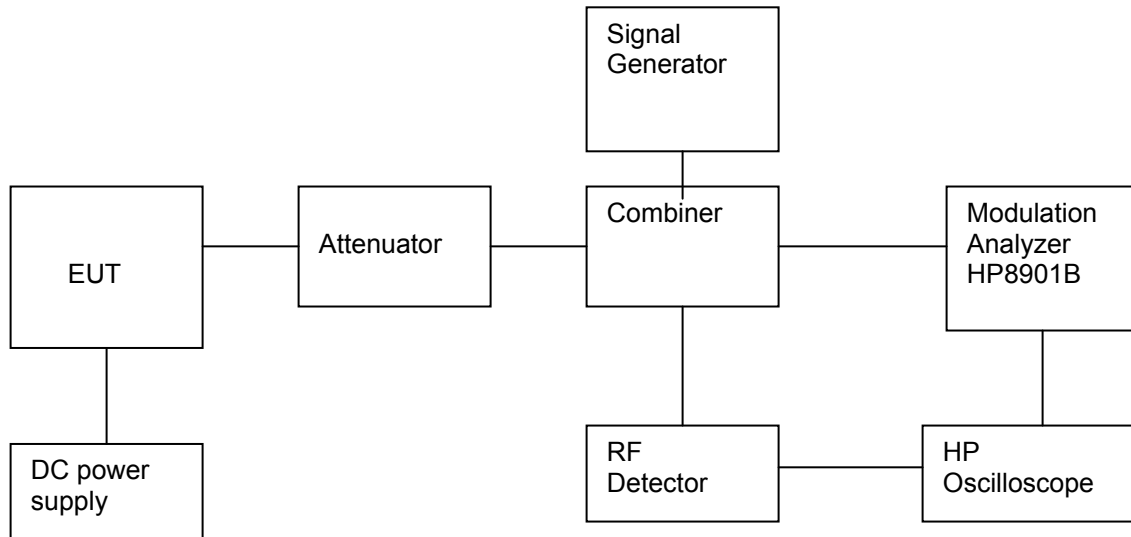 Signal
Generator
EUT
Attenuator
Combiner
Modulation
Analyzer
HP8901B
DC power
supply
RF
Detector
HP
Oscilloscope